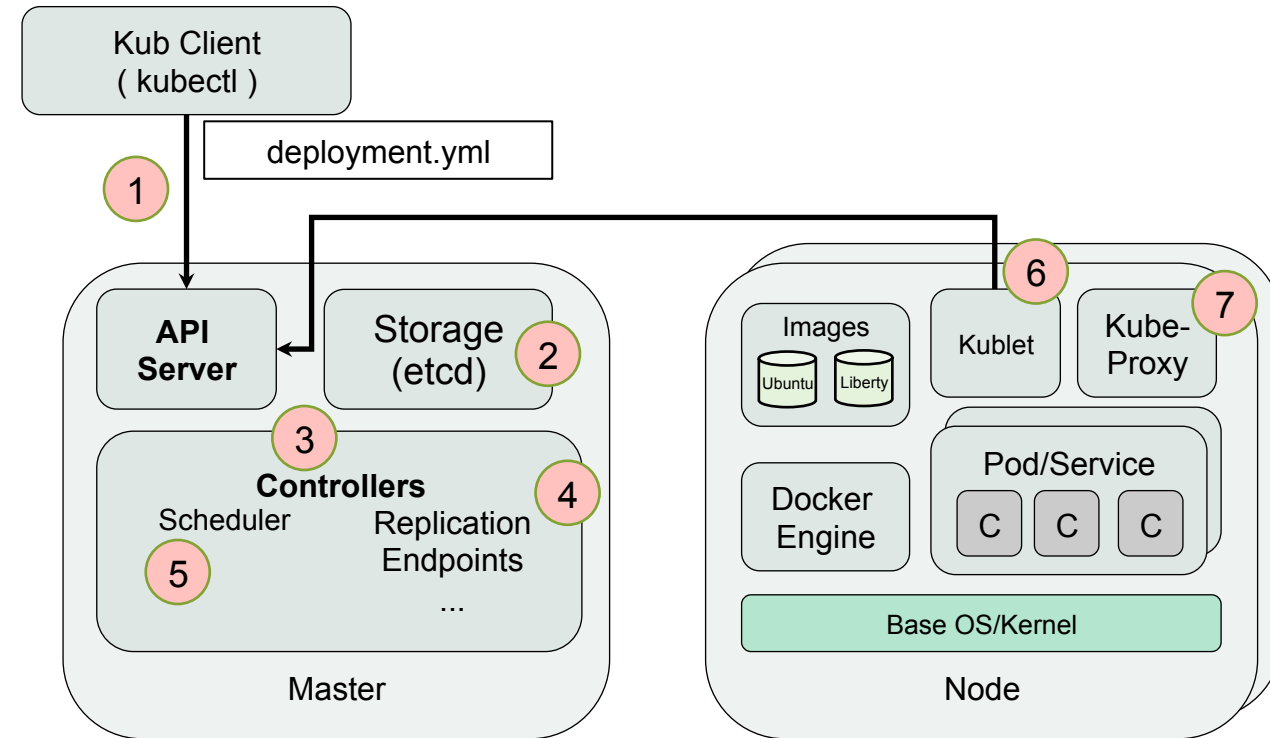 Kub Client
( kubectl )
deployment.yml
1
API
Server
Storage
(etcd)
2
3
Controllers
4
Scheduler
Replication
Endpoints
...
5
Master
6
7
Images
Ubuntu
Liberty
Kublet
Kube-
Proxy
Docker
Engine
Pod/Service
C C C
Base OS/Kernel
Node